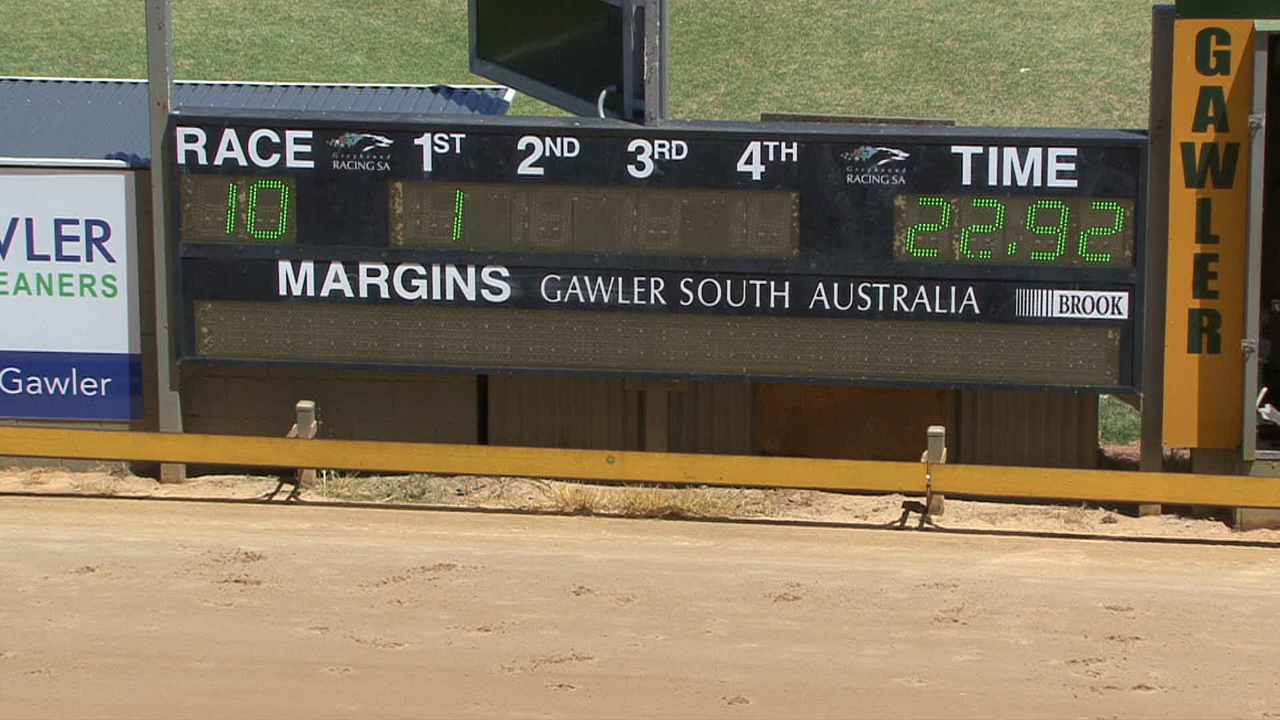 RACE Greyhound RACING SA 1ST 2ND 3RD 4TH Greyhound RACING SA TIME
10 1 22.92
MARGINS GAWLER SOUTH AUSTRALIA BROOK
GAWLER
VLER
EANERS
Gawler